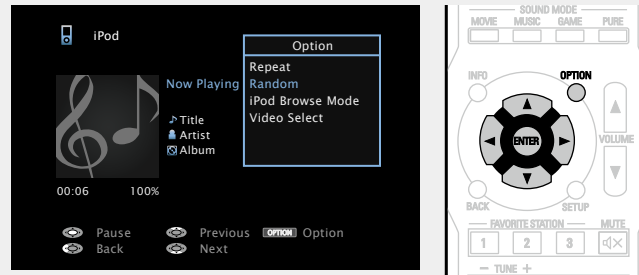 iPod
Option
Repeat
Random
iPod Browse Mode
Video Select
Now Playing
Title
Artist
Album
00:06 100%
Pause Previous OPTION Option
Back Next
SOUND MODE
MOVIE MUSIC GAME PURE
INFO OPTION
ENTER
VOLUME
BACK SETUP
FAVORITE STATION MUTE
1 2 3
- TUNE +